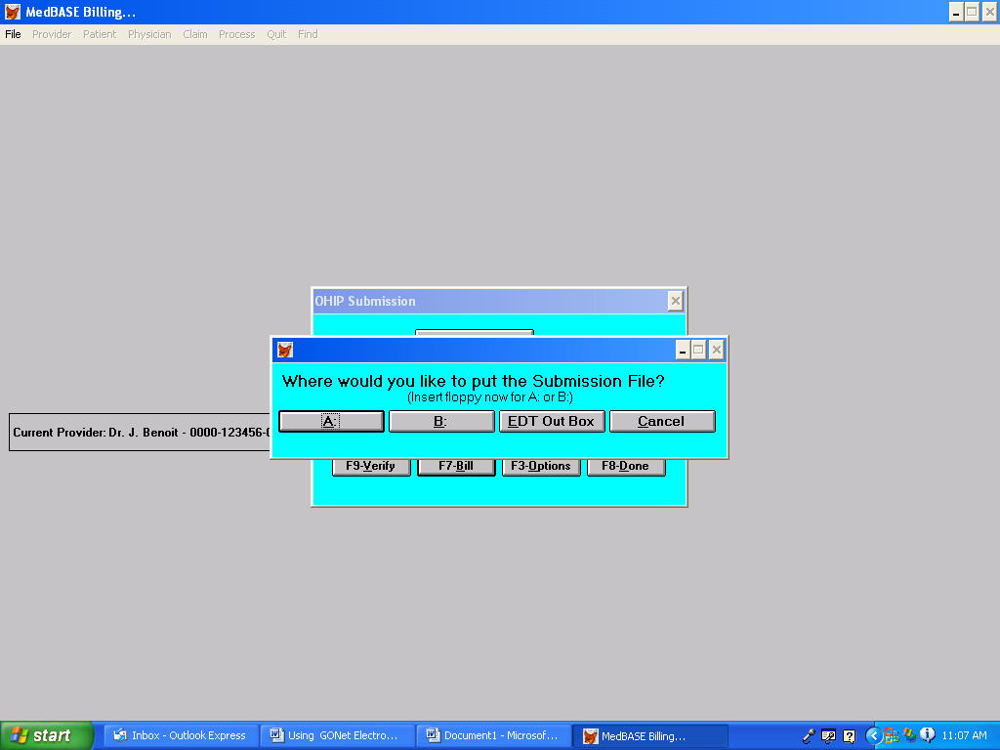 MedBASE Billing...
File Provider Patient Physician Claim Process Quit Find
OHIP Submission
Where would you like to put the Submission File?
(Insert floppy now for A: or B:)
A: B: EDT Out Box Cancel
Current Provider: Dr. J. Benoit - 0000-123456-
F9-Verify F7-Bill F3-Options F8-Done
start Inbox - Outlook Express Using GONet Electro... Document1 - Microsof... MedBASE Billing... 11:07 AM